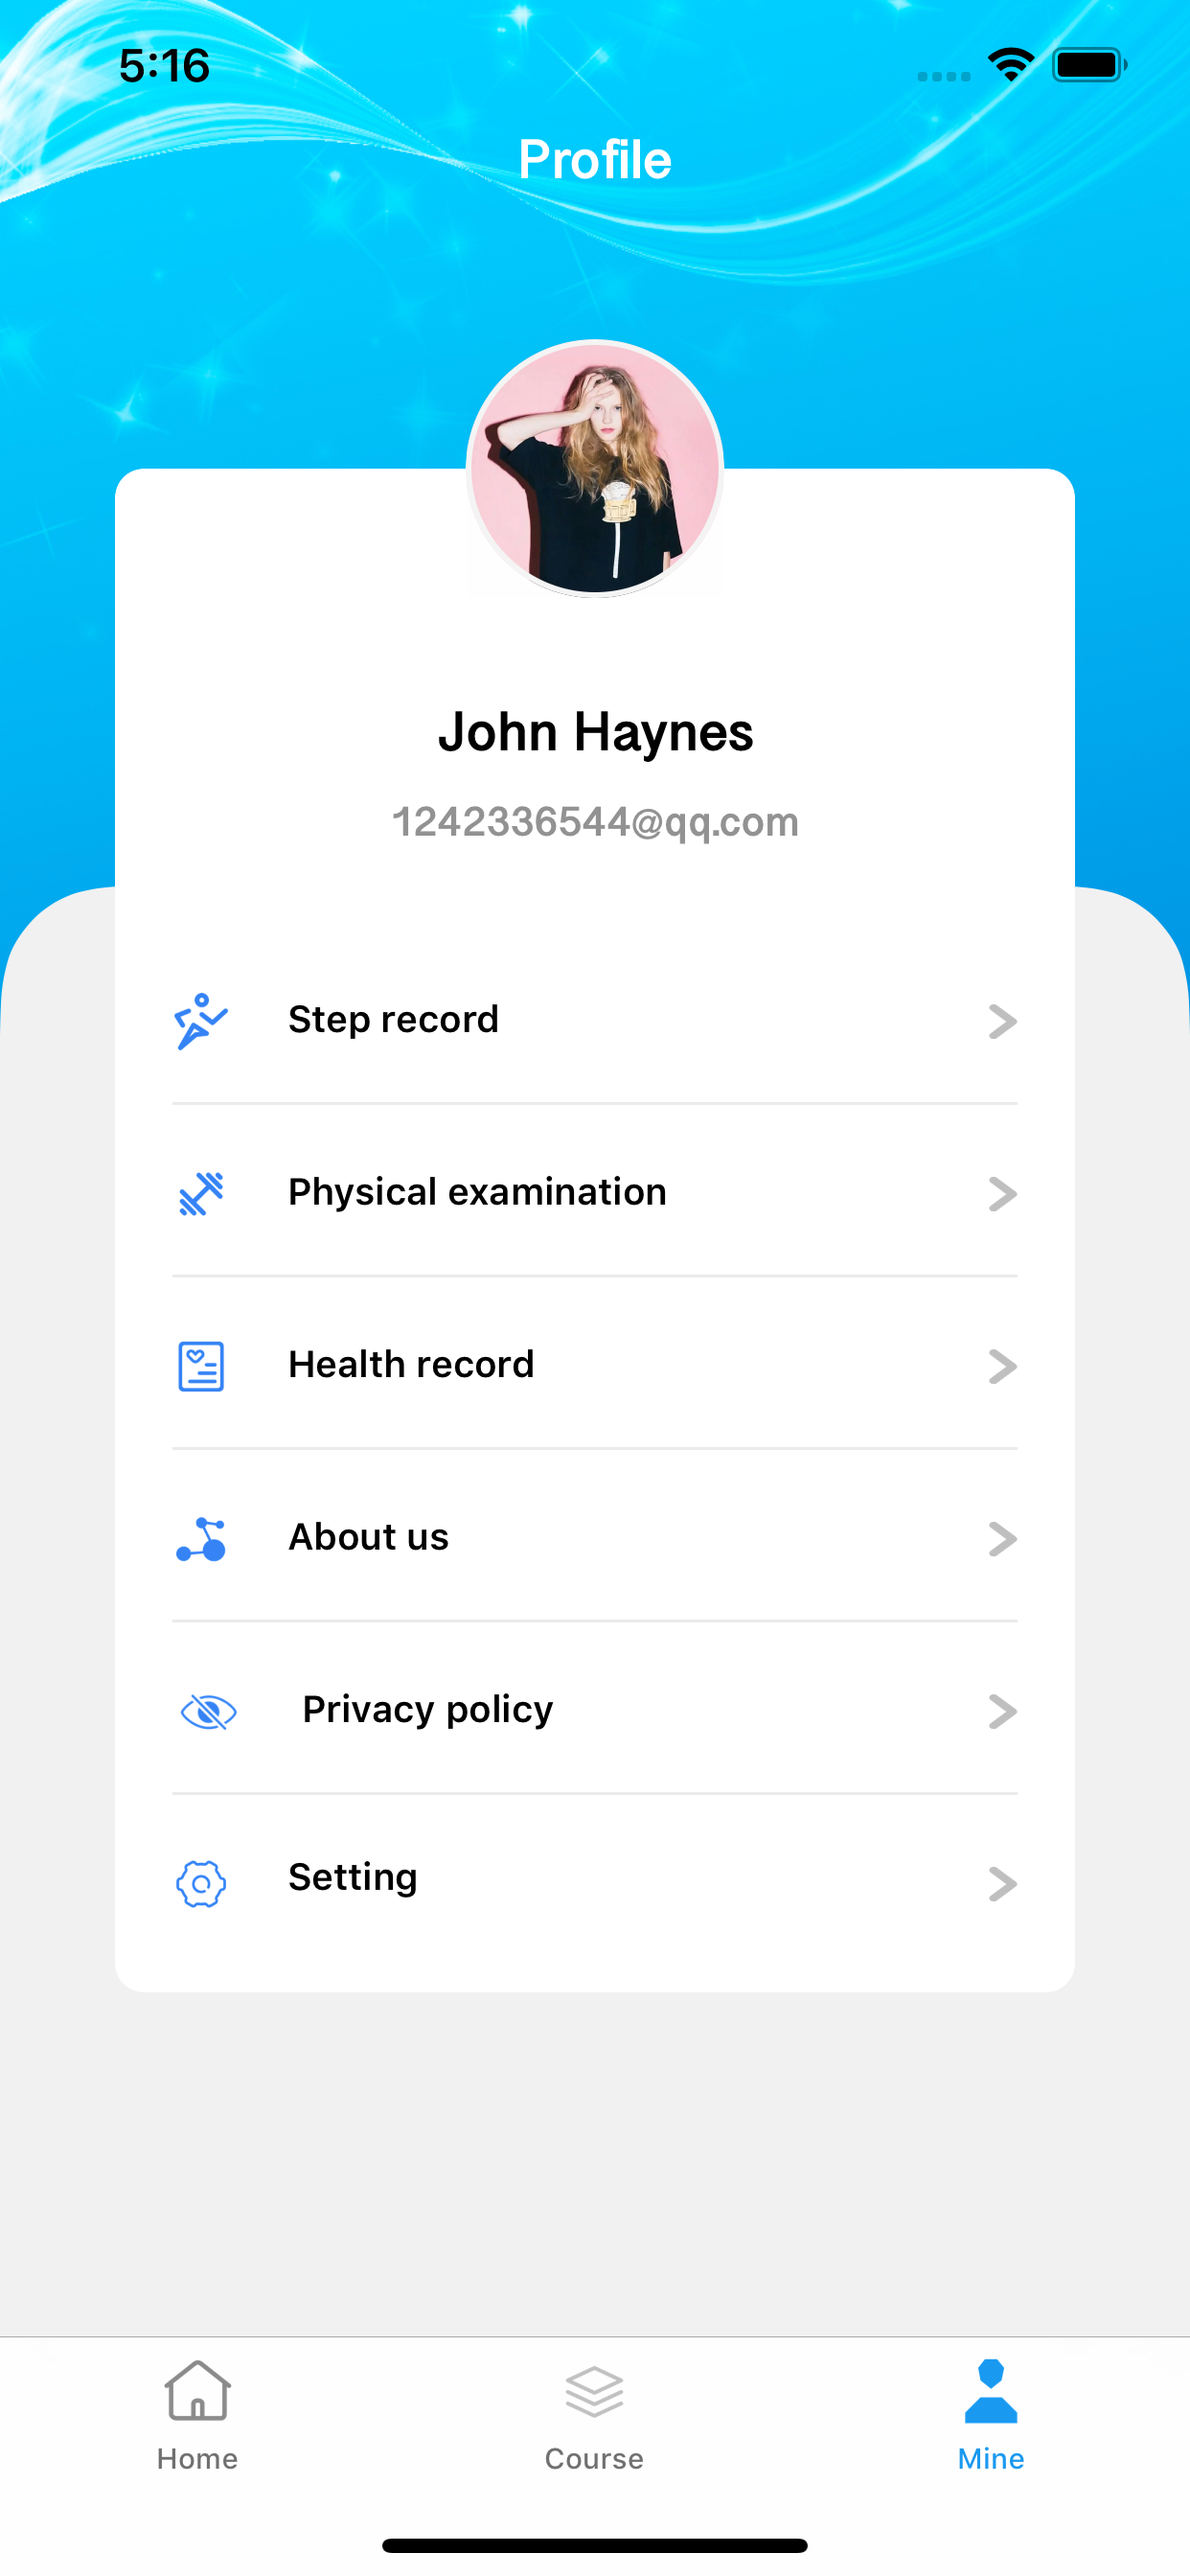 5:16
Profile
John Haynes
1242336544@qq.com
Step record
Physical examination
Health record
About us
Privacy policy
Setting
Home
Course
Mine